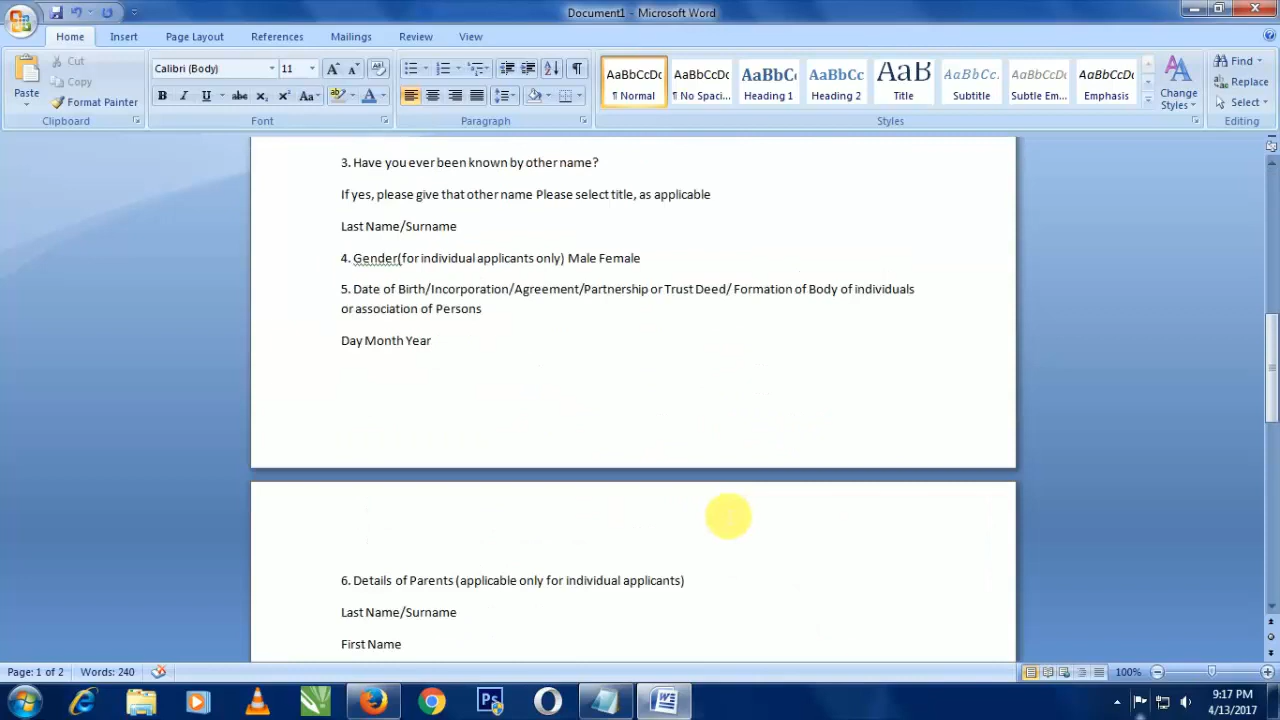 Document1 - Microsoft Word
Home Insert Page Layout References Mailings Review View
Paste
Cut
Copy
Format Painter
Clipboard
Calibri (Body) 11
Font
Paragraph
AaBbCcDc AaBbCcDc AaBbC AaBbCc AaB AaBbCc. AaBbCcDc AaBbCcDc
¶ Normal ¶ No Spaci... Heading 1 Heading 2 Title Subtitle Subtle Em... Emphasis
Change
Styles
Styles
Find
Replace
Select
Editing
3. Have you ever been known by other name?
If yes, please give that other name Please select title, as applicable
Last Name/Surname
4. Gender(for individual applicants only) Male Female
5. Date of Birth/Incorporation/Agreement/Partnership or Trust Deed/ Formation of Body of individuals
or association of Persons
Day Month Year
6. Details of Parents (applicable only for individual applicants)
Last Name/Surname
First Name
Page: 1 of 2 Words: 240 100%
9:17 PM
4/13/2017